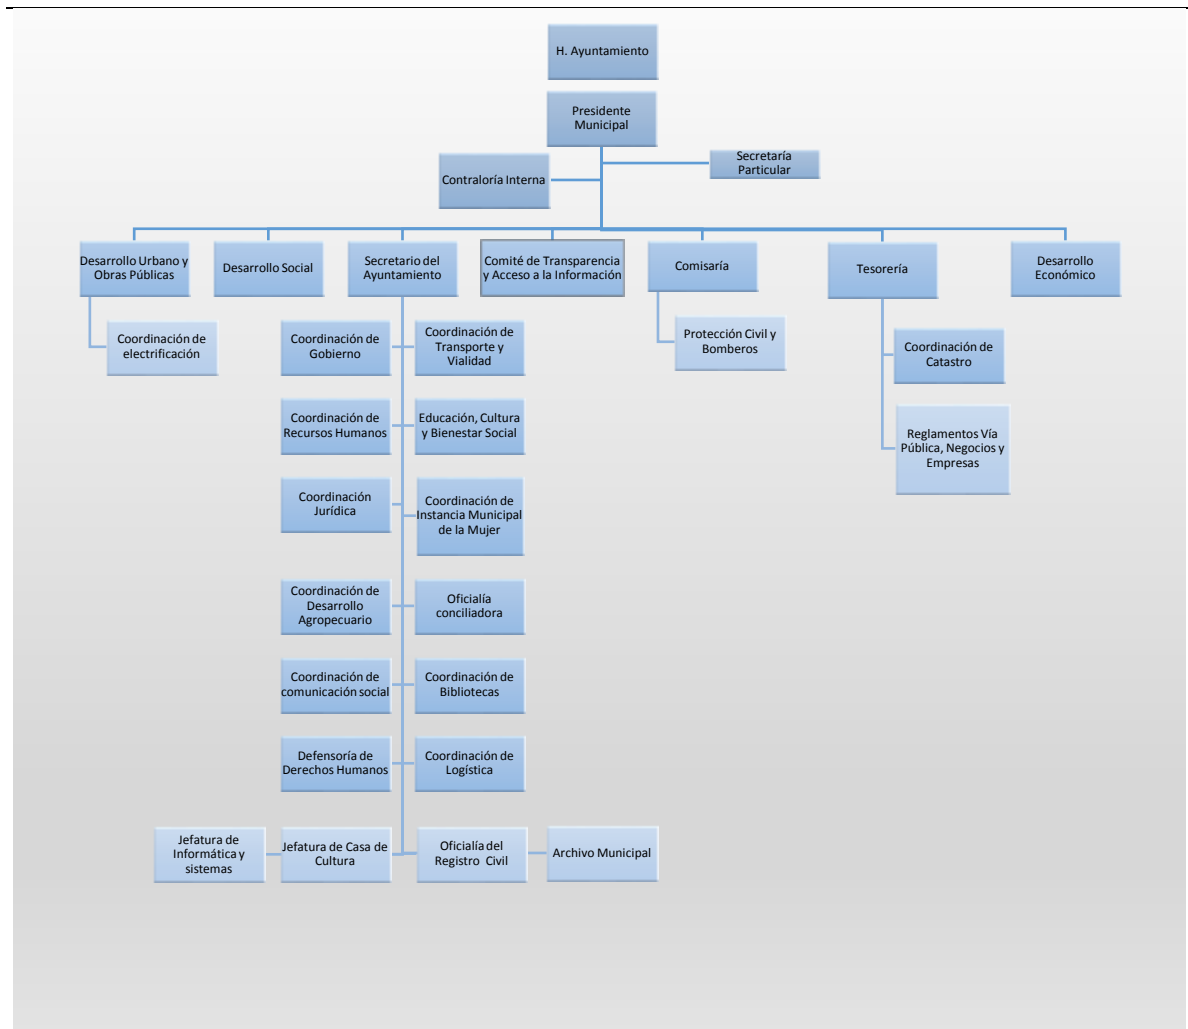 H. Ayuntamiento
Presidente
Municipal
Secretaría
Particular
Contraloría Interna
Desarrollo Urbano y
Obras Públicas
Desarrollo Social
Secretario del
Ayuntamiento
Comité de Transparencia
y Acceso a la Información
Comisaría
Tesorería
Desarrollo
Económico
Coordinación de
electrificación
Coordinación de
Gobierno
Coordinación de
Transporte y
Vialidad
Protección Civil y
Bomberos
Coordinación de
Catastro
Coordinación de
Recursos Humanos
Educación, Cultura
y Bienestar Social
Reglamentos Vía
Pública, Negocios y
Empresas
Coordinación
Jurídica
Coordinación de
Instancia Municipal
de la Mujer
Coordinación de
Desarrollo
Agropecuario
Oficialía
conciliadora
Coordinación de
comunicación social
Coordinación de
Bibliotecas
Defensoría de
Derechos Humanos
Coordinación de
Logística
Jefatura de
Informática y
sistemas
Jefatura de Casa de
Cultura
Oficialía del
Registro Civil
Archivo Municipal